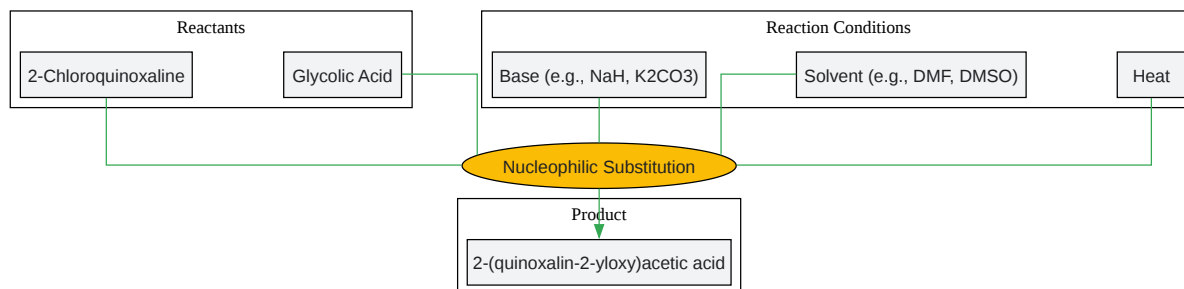 Reactants
Reaction Conditions
2-Chloroquinoxaline
Glycolic Acid
Base (e.g., NaH, K2CO3)
Solvent (e.g., DMF, DMSO)
Heat
Nucleophilic Substitution
Product
2-(quinoxalin-2-yloxy)acetic acid